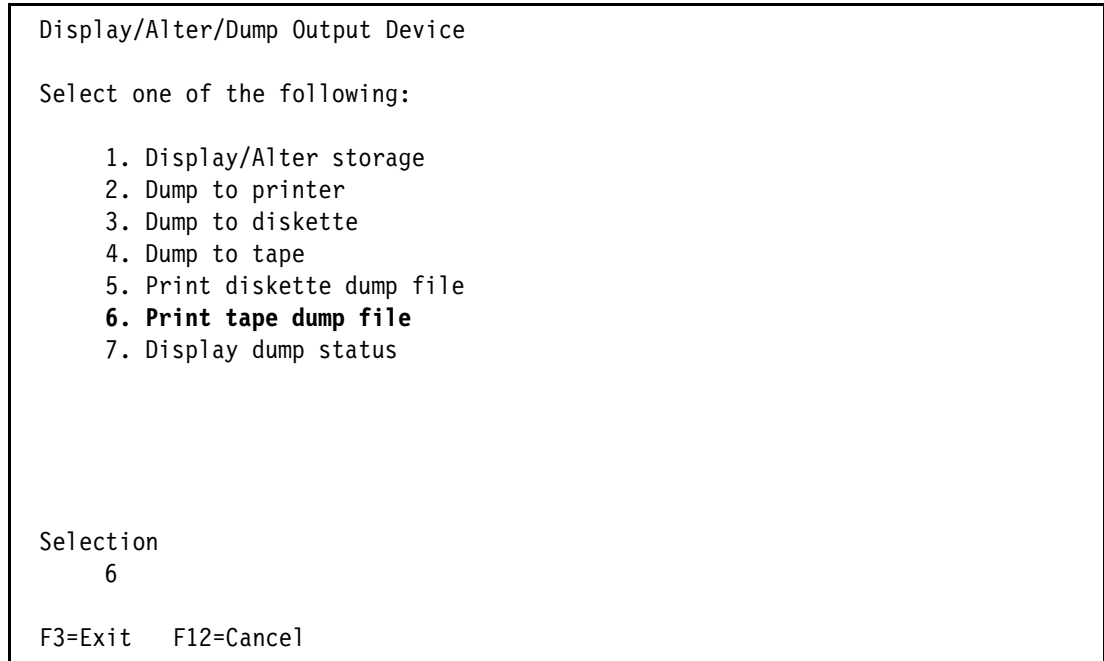 Display/Alter/Dump Output Device
Select one of the following:
1. Display/Alter storage
2. Dump to printer
3. Dump to diskette
4. Dump to tape
5. Print diskette dump file
6. Print tape dump file
7. Display dump status
Selection
6
F3=Exit   F12=Cancel